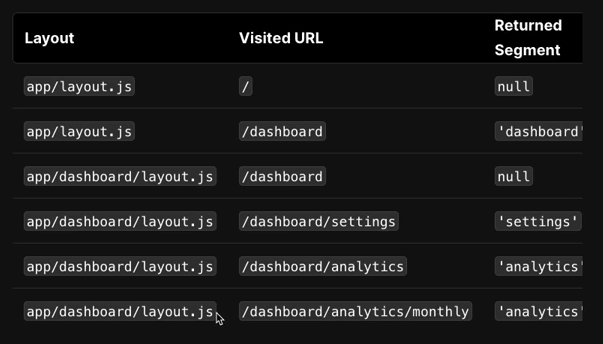 Layout Visited URL Returned Segment
app/layout.js / null
app/layout.js /dashboard 'dashboard'
app/dashboard/layout.js /dashboard null
app/dashboard/layout.js /dashboard/settings 'settings'
app/dashboard/layout.js /dashboard/analytics 'analytics'
app/dashboard/layout.js /dashboard/analytics/monthly 'analytics'